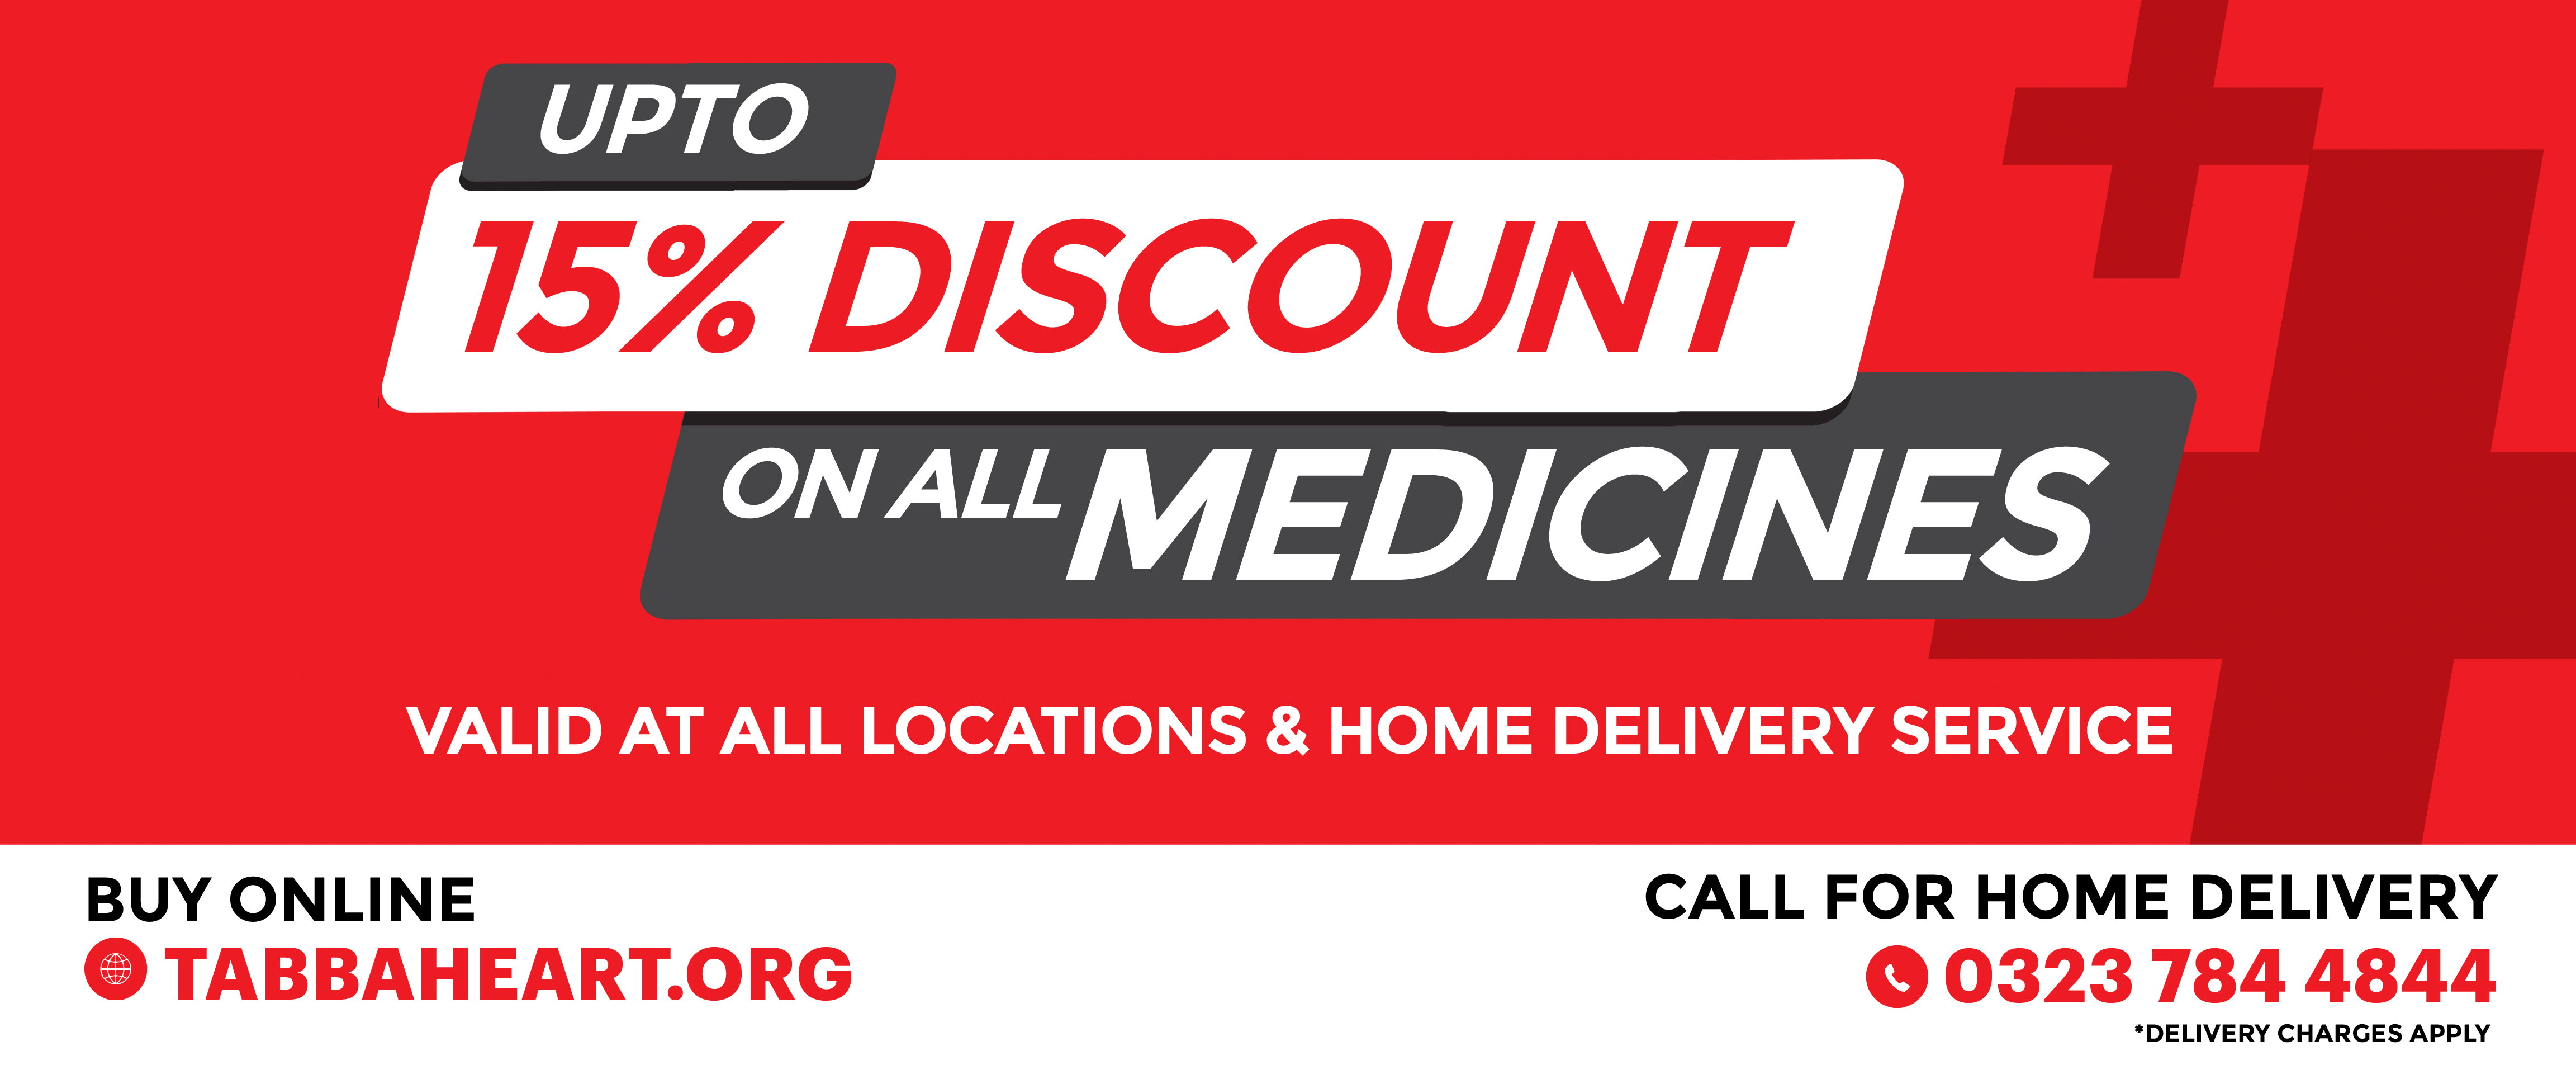 UPTO
15% DISCOUNT
ON ALL MEDICINES
VALID AT ALL LOCATIONS & HOME DELIVERY SERVICE
BUY ONLINE
TABBAHEART.ORG
CALL FOR HOME DELIVERY
0323 784 4844
*DELIVERY CHARGES APPLY